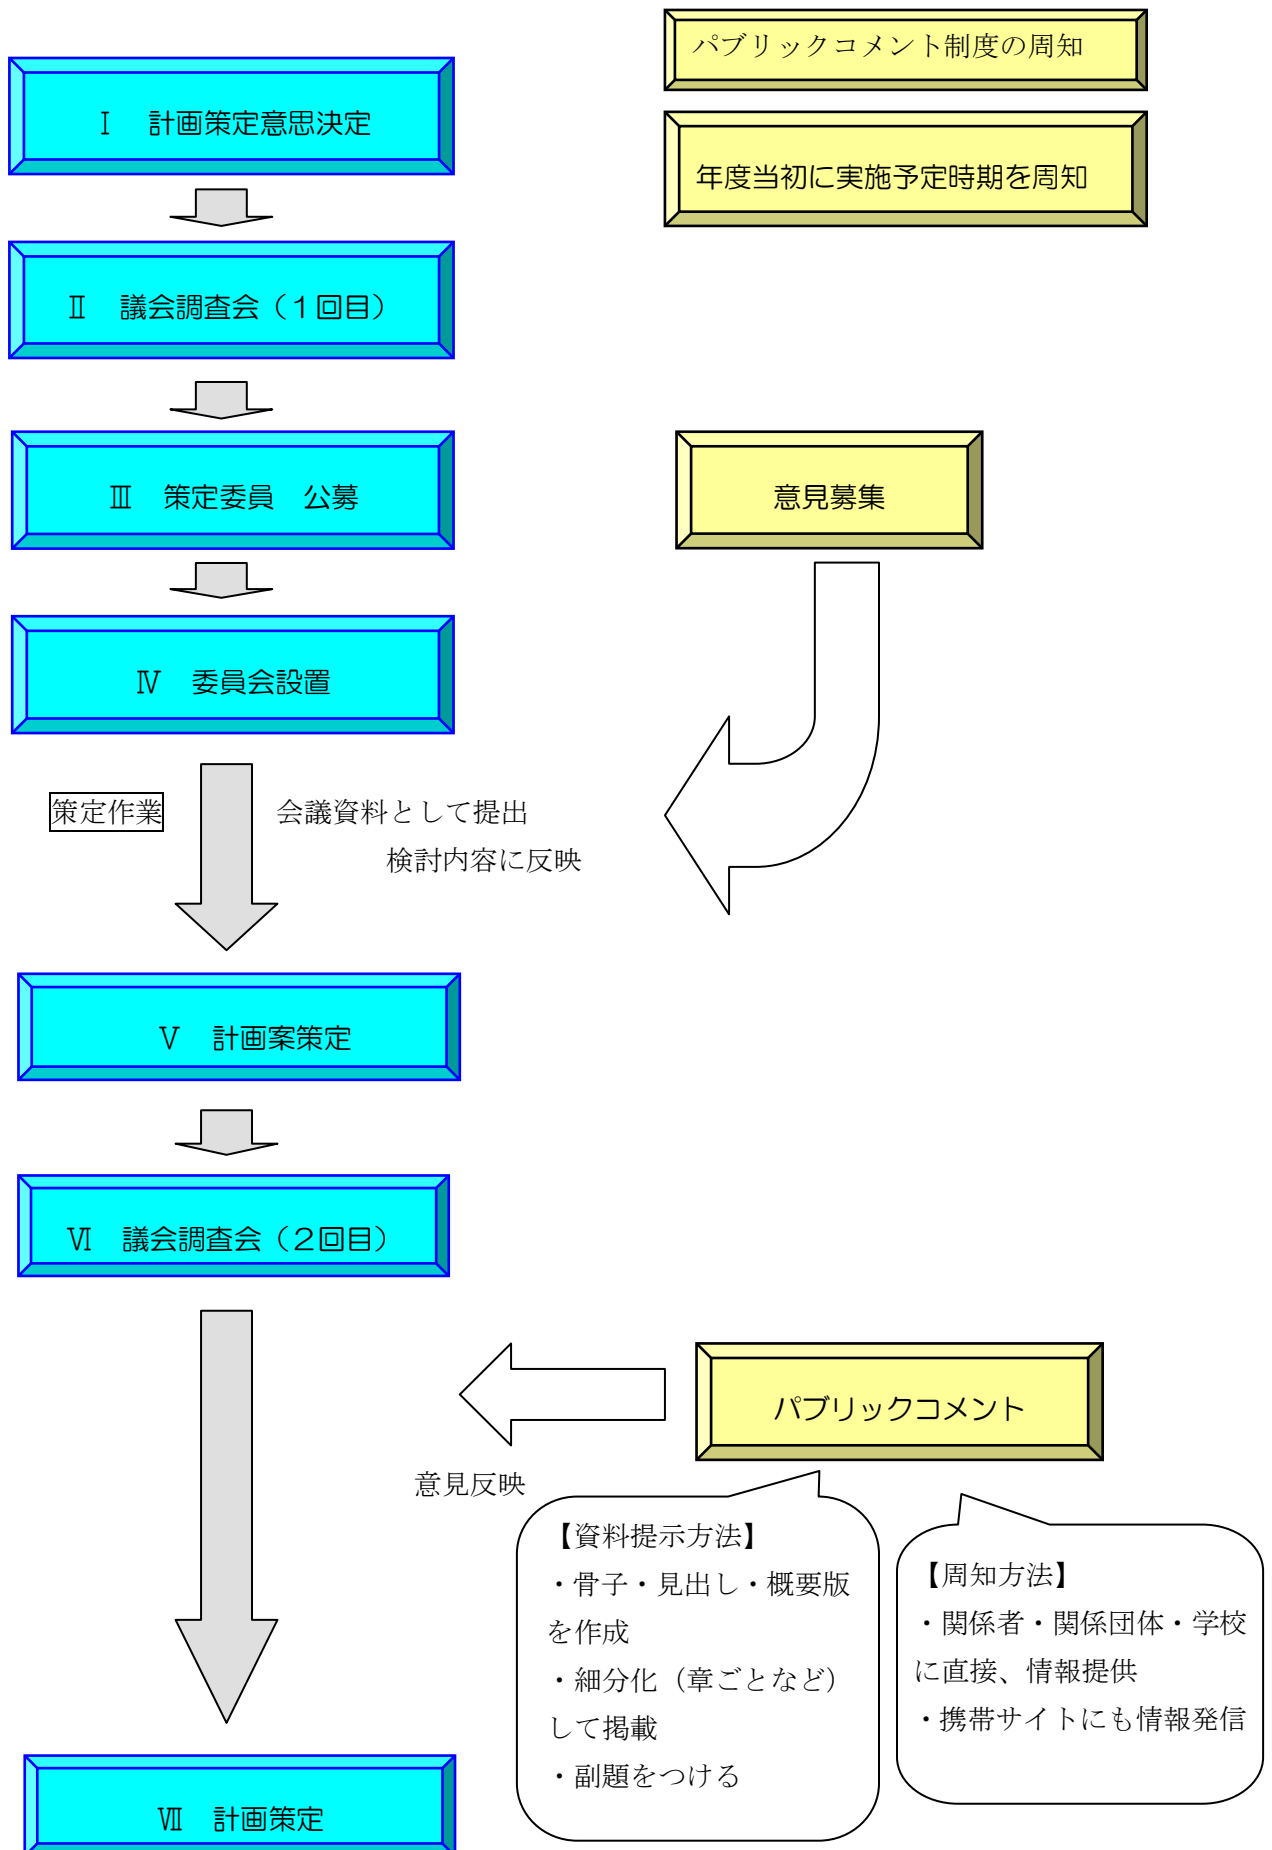 パブリックコメント制度の周知
Ⅰ　計画策定意思決定
年度当初に実施予定時期を周知
Ⅱ　議会調査会（１回目）
Ⅲ　策定委員　公募
意見募集
Ⅳ　委員会設置
策定作業
会議資料として提出
検討内容に反映
Ⅴ　計画案策定
Ⅵ　議会調査会（２回目）
パブリックコメント
意見反映
【資料提示方法】
・骨子・見出し・概要版
を作成
・細分化（章ごとなど）
して掲載
・副題をつける
【周知方法】
・関係者・関係団体・学校
に直接、情報提供
・携帯サイトにも情報発信
Ⅶ　計画策定